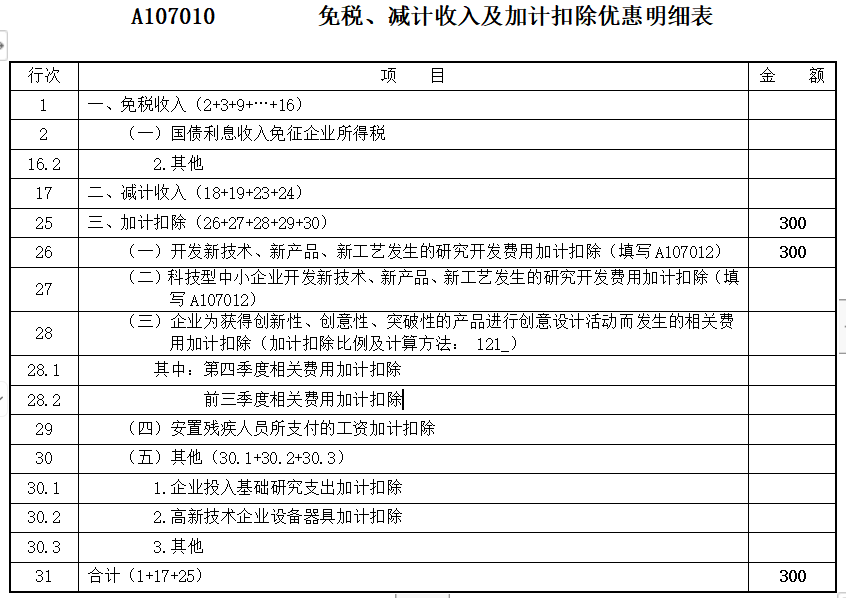 A107010 免税、减计收入及加计扣除优惠明细表
行次 项 目 金 额
1 一、免税收入（2+3+9+…+16）
2 （一）国债利息收入免征企业所得税
16.2 2.其他
17 二、减计收入（18+19+23+24）
25 三、加计扣除（26+27+28+29+30） 300
26 （一）开发新技术、新产品、新工艺发生的研究开发费用加计扣除（填写A107012） 300
27 （二）科技型中小企业开发新技术、新产品、新工艺发生的研究开发费用加计扣除（填
写A107012）
28 （三）企业为获得创新性、创意性、突破性的产品进行创意设计活动而发生的相关费
用加计扣除（加计扣除比例及计算方法： 121_）
28.1 其中：第四季度相关费用加计扣除
28.2 前三季度相关费用加计扣除
29 （四）安置残疾人员所支付的工资加计扣除
30 （五）其他（30.1+30.2+30.3）
30.1 1.企业投入基础研究支出加计扣除
30.2 2.高新技术企业设备器具加计扣除
30.3 3.其他
31 合计（1+17+25） 300